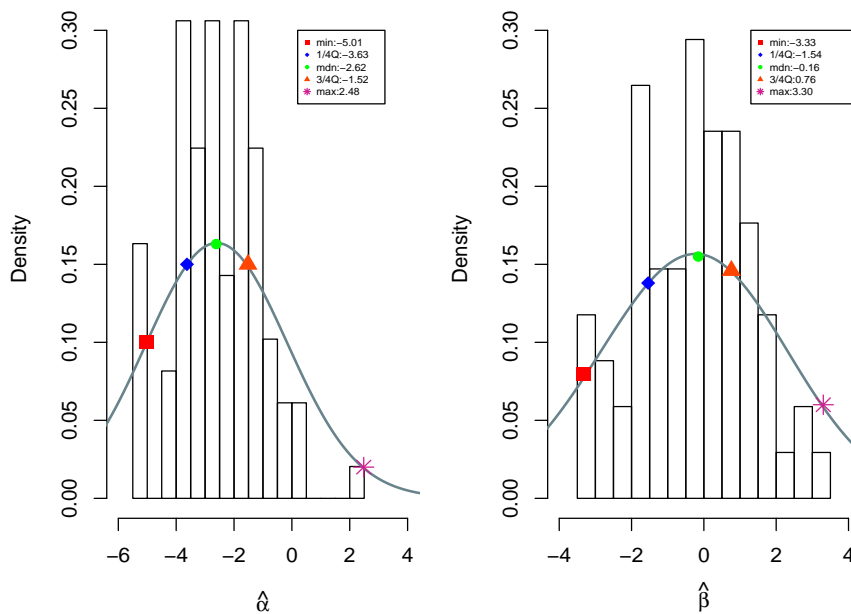 0.30
0.25
0.20
0.15
0.10
0.05
0.00
Density
min:−5.01
1/4Q:−3.63
mdn:−2.62
3/4Q:−1.52
max:2.48
−6 −4 −2 0 2 4
α̂
0.30
0.25
0.20
0.15
0.10
0.05
0.00
Density
min:−3.33
1/4Q:−1.54
mdn:−0.16
3/4Q:0.76
max:3.30
−4 −2 0 2 4
β̂